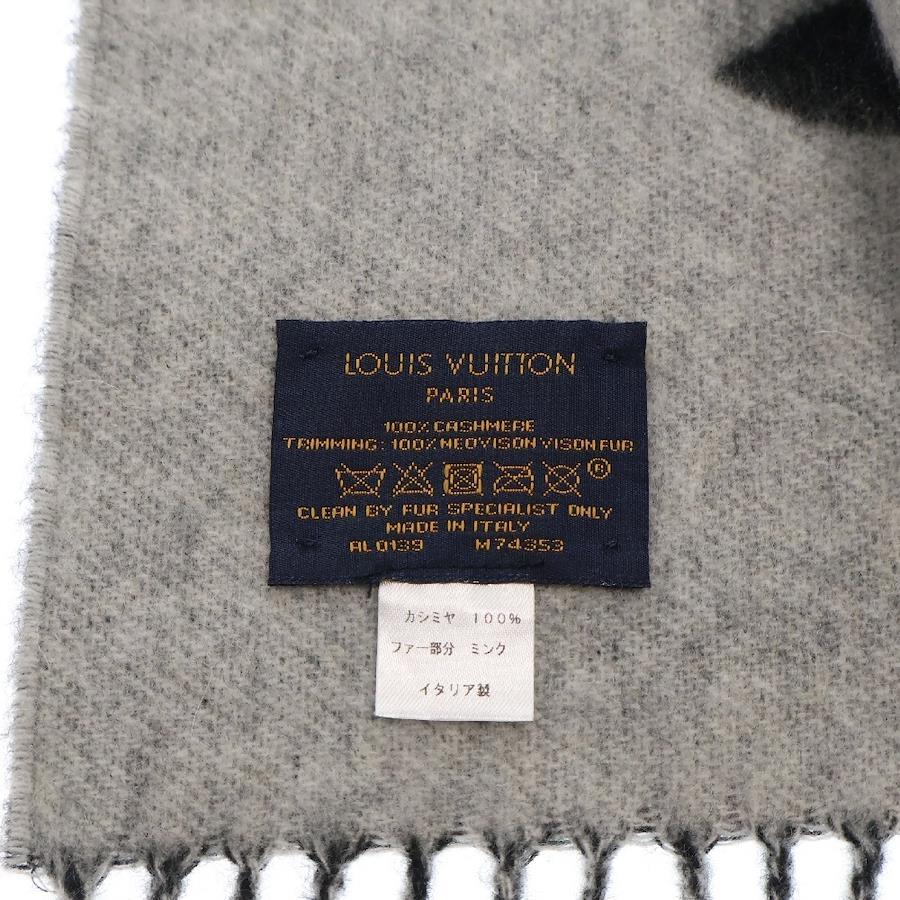 LOUIS VUITTON
PARIS
100% CASHMERE
TRIMMING: 100% NEOVISON VISON FUR
®
CLEAN BY FUR SPECIALIST ONLY
MADE IN ITALY
AL0139 M74353
カシミヤ 100%
ファー部分 ミンク
イタリア製